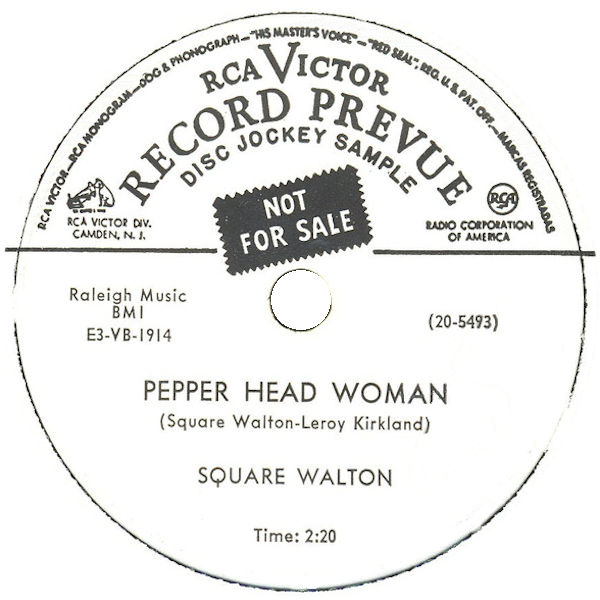 RCA VICTOR—RCA MONOGRAM—DOG & PHONOGRAPH—"HIS MASTER'S VOICE"—"RED SEAL", REG. U. S. PAT. OFF.—MARCAS REGISTRADAS
RCA VICTOR
RECORD PREVUE
DISC JOCKEY SAMPLE
NOT
FOR SALE
RCA VICTOR DIV.
CAMDEN, N. J.
RCA
RADIO CORPORATION
OF AMERICA
Raleigh Music
BMI
E3-VB-1914
(20-5493)
PEPPER HEAD WOMAN
(Square Walton-Leroy Kirkland)
SQUARE WALTON
Time: 2:20